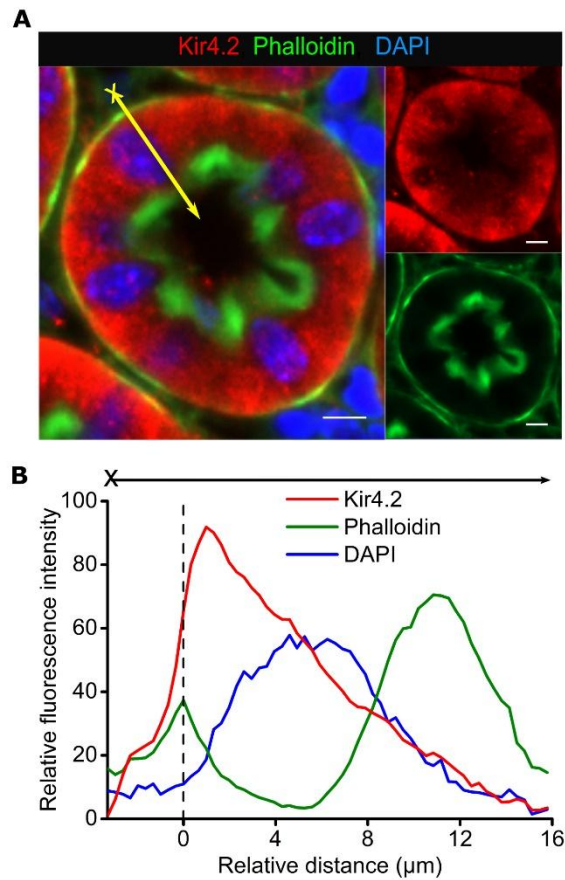 A
Kir4.2 Phalloidin DAPI
B
X
Kir4.2
Phalloidin
DAPI
Relative fluorescence intensity
100
80
60
40
20
0
0 4 8 12 16
Relative distance (µm)